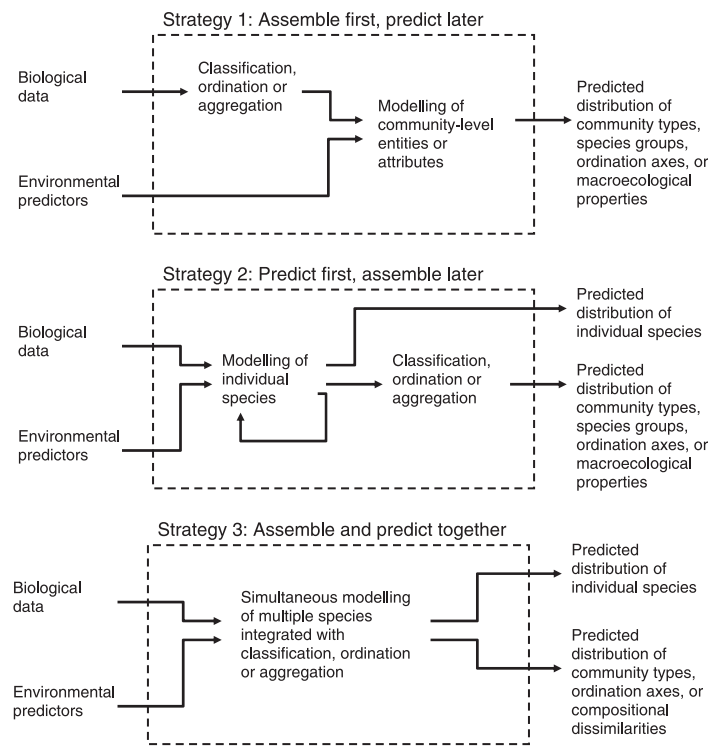 Strategy 1: Assemble first, predict later
Biological
data
Classification,
ordination or
aggregation
Environmental
predictors
Modelling of
community-level
entities or
attributes
Predicted
distribution of
community types,
species groups,
ordination axes, or
macroecological
properties
Strategy 2: Predict first, assemble later
Biological
data
Environmental
predictors
Modelling of
individual
species
Classification,
ordination or
aggregation
Predicted
distribution of
individual species
Predicted
distribution of
community types,
species groups,
ordination axes, or
macroecological
properties
Strategy 3: Assemble and predict together
Biological
data
Environmental
predictors
Simultaneous modelling
of multiple species
integrated with
classification, ordination
or aggregation
Predicted
distribution of
individual species
Predicted
distribution of
community types,
ordination axes, or
compositional
dissimilarities